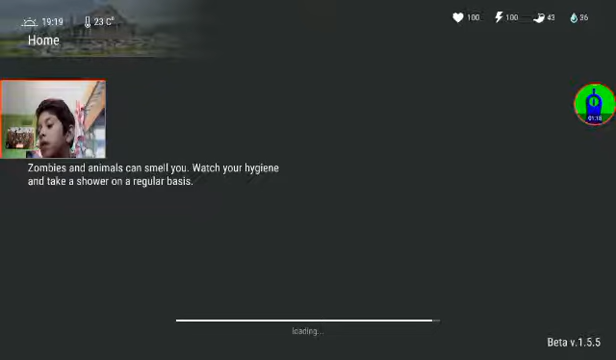 19:19 23 C° 100 100 43 36
Home
01:18
Zombies and animals can smell you. Watch your hygiene
and take a shower on a regular basis.
loading...
Beta v.1.5.5